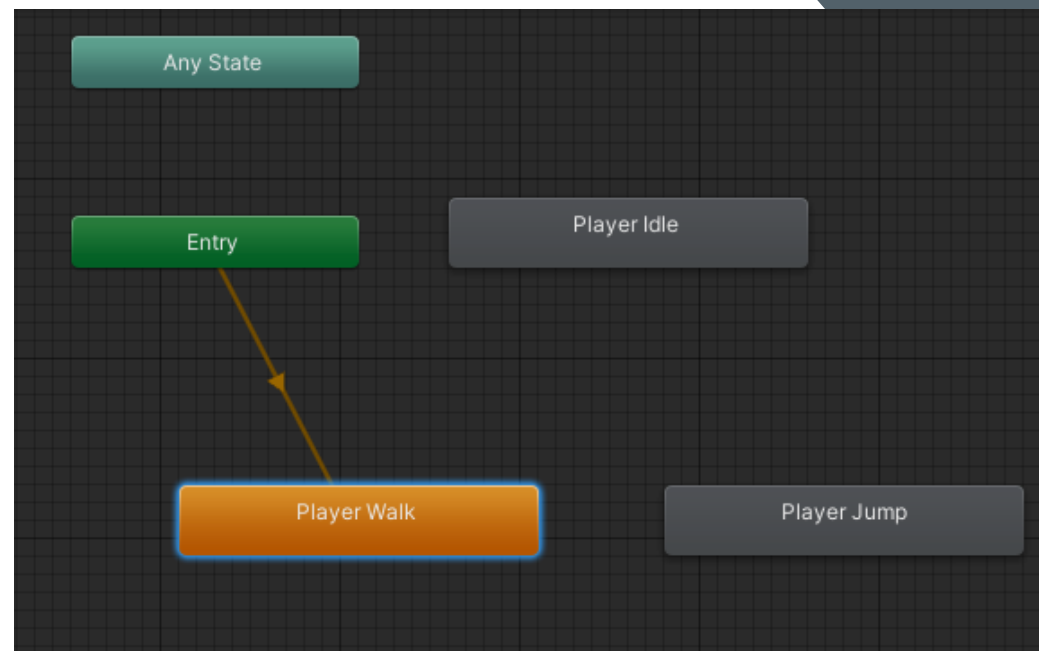 Any State
Entry
Player Idle
Player Walk
Player Jump